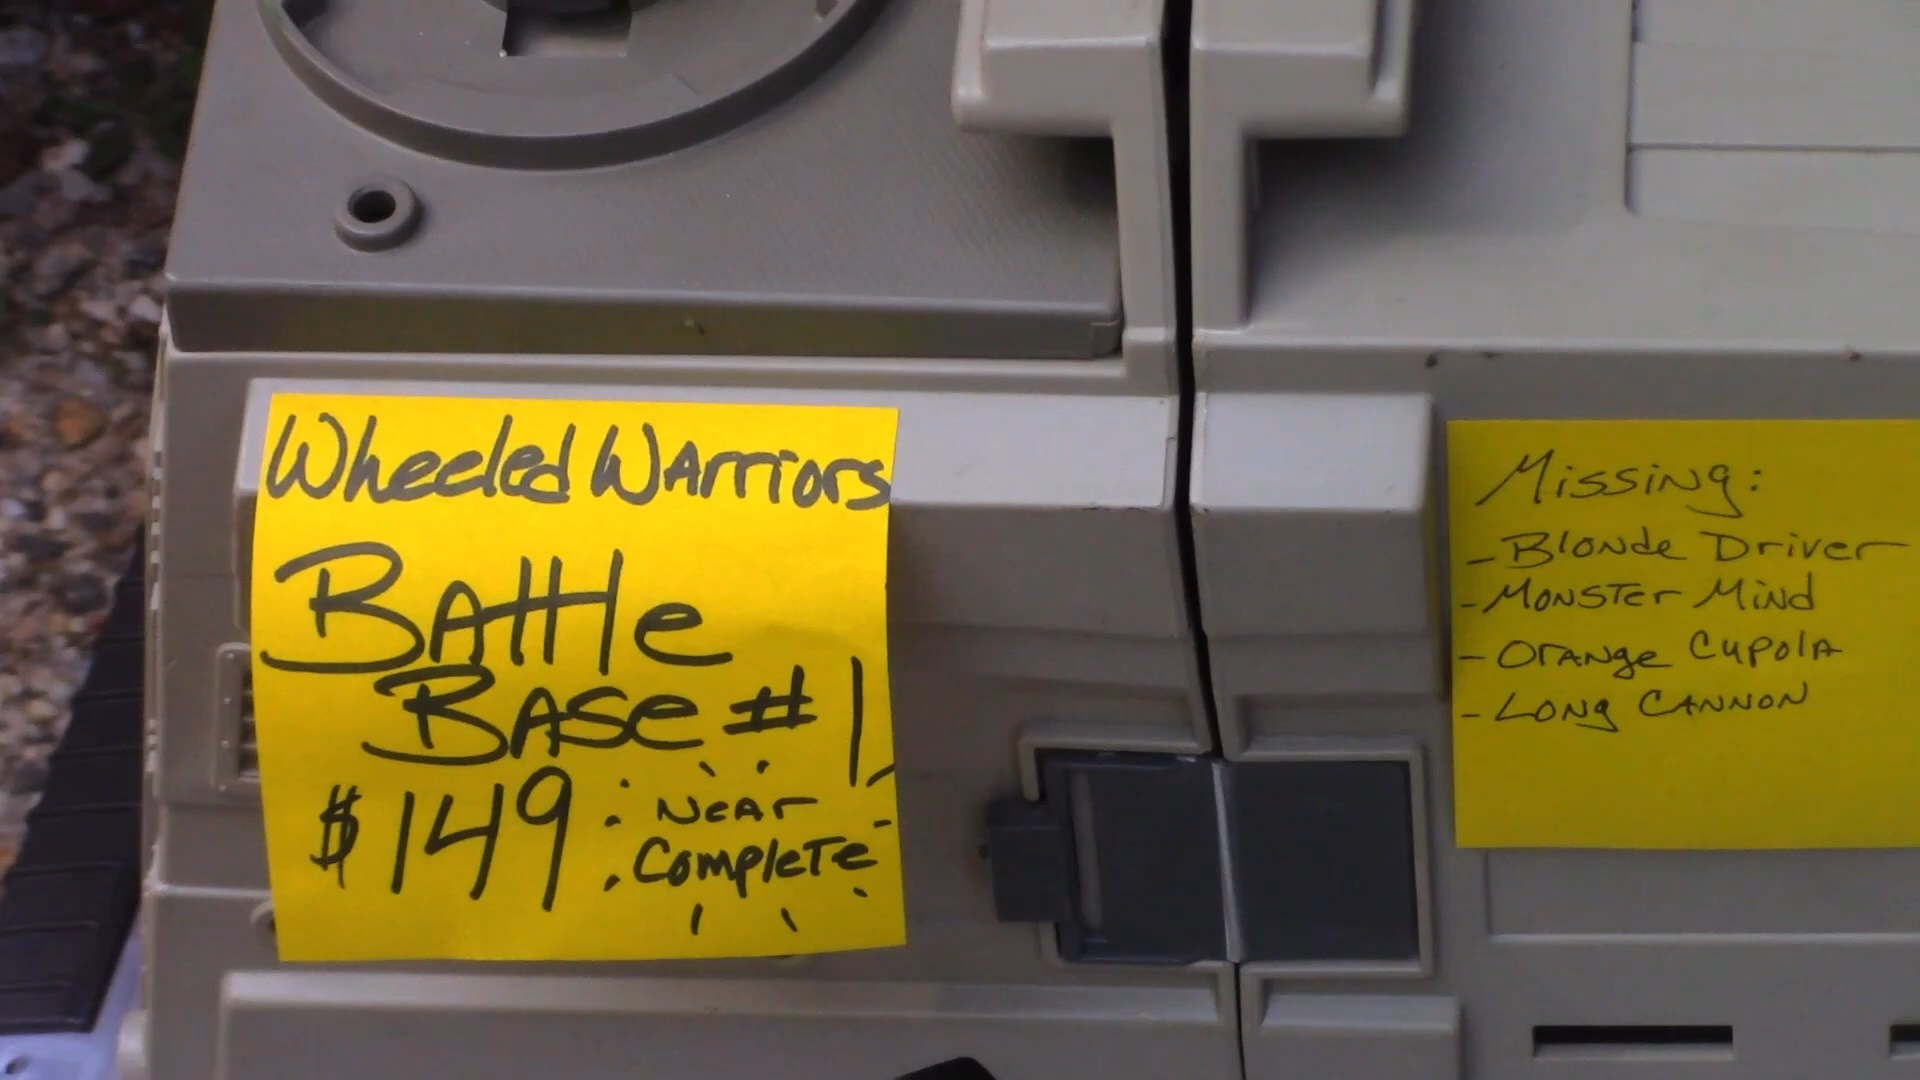 Wheeled Warriors
Battle
Base #1
$149
Near
Complete
Missing:
- Blonde Driver
- Monster Mind
- Orange Cupola
- Long Cannon